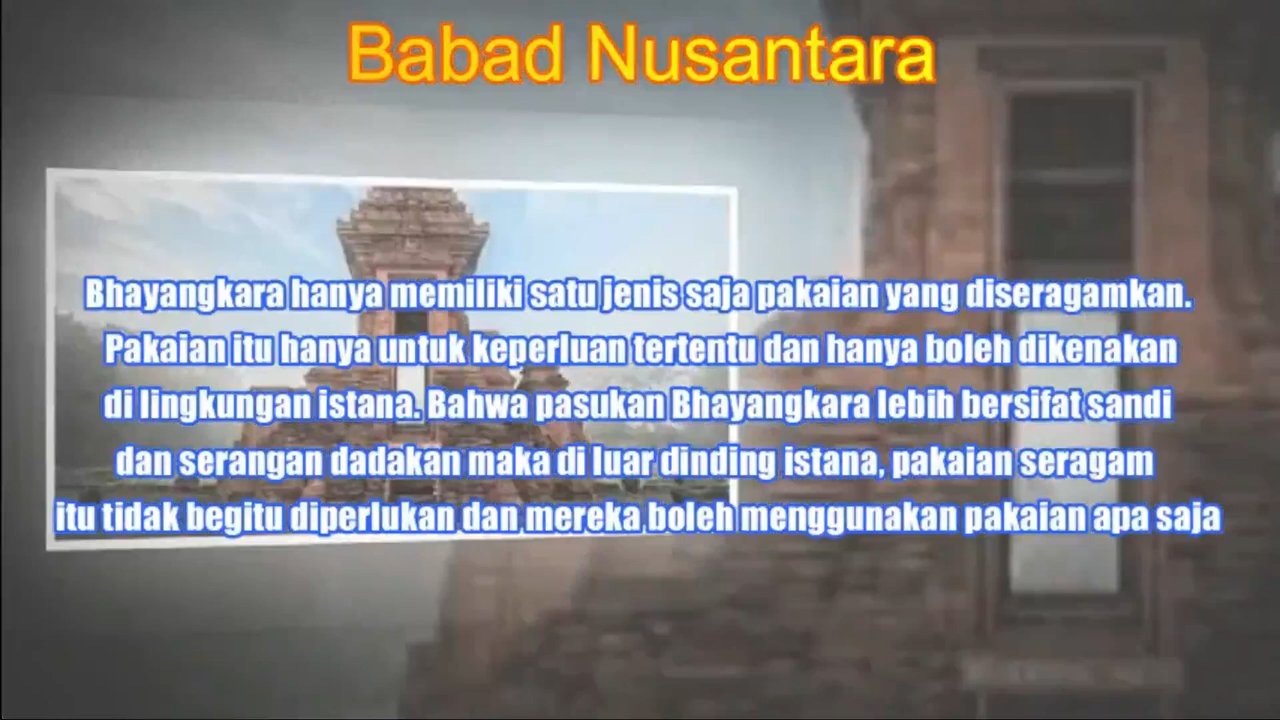 Babad Nusantara
Bhayangkara hanya memiliki satu jenis saja pakaian yang diseragamkan.
Pakaian itu hanya untuk keperluan tertentu dan hanya boleh dikenakan
di lingkungan istana. Bahwa pasukan Bhayangkara lebih bersifat sandi
dan serangan dadakan maka di luar dinding istana, pakaian seragam
itu tidak begitu diperlukan dan mereka boleh menggunakan pakaian apa saja